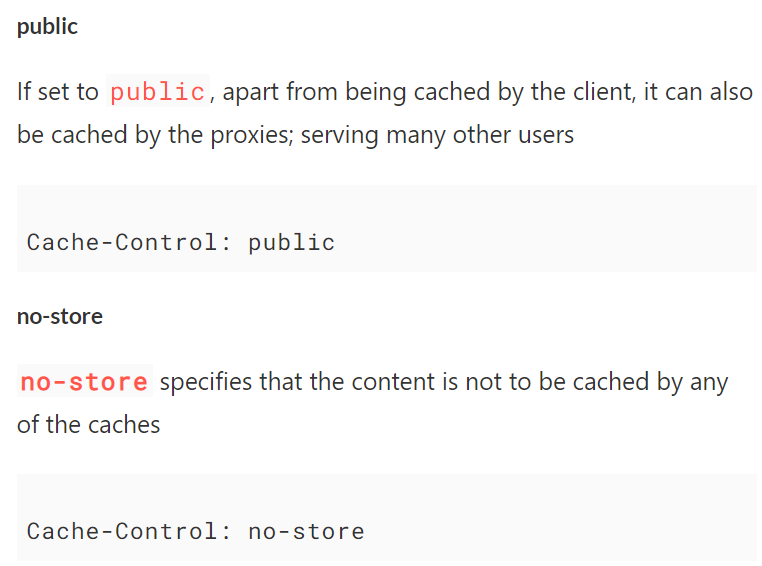 public
If set to public, apart from being cached by the client, it can also
be cached by the proxies; serving many other users
Cache-Control: public
no-store
no-store specifies that the content is not to be cached by any
of the caches
Cache-Control: no-store